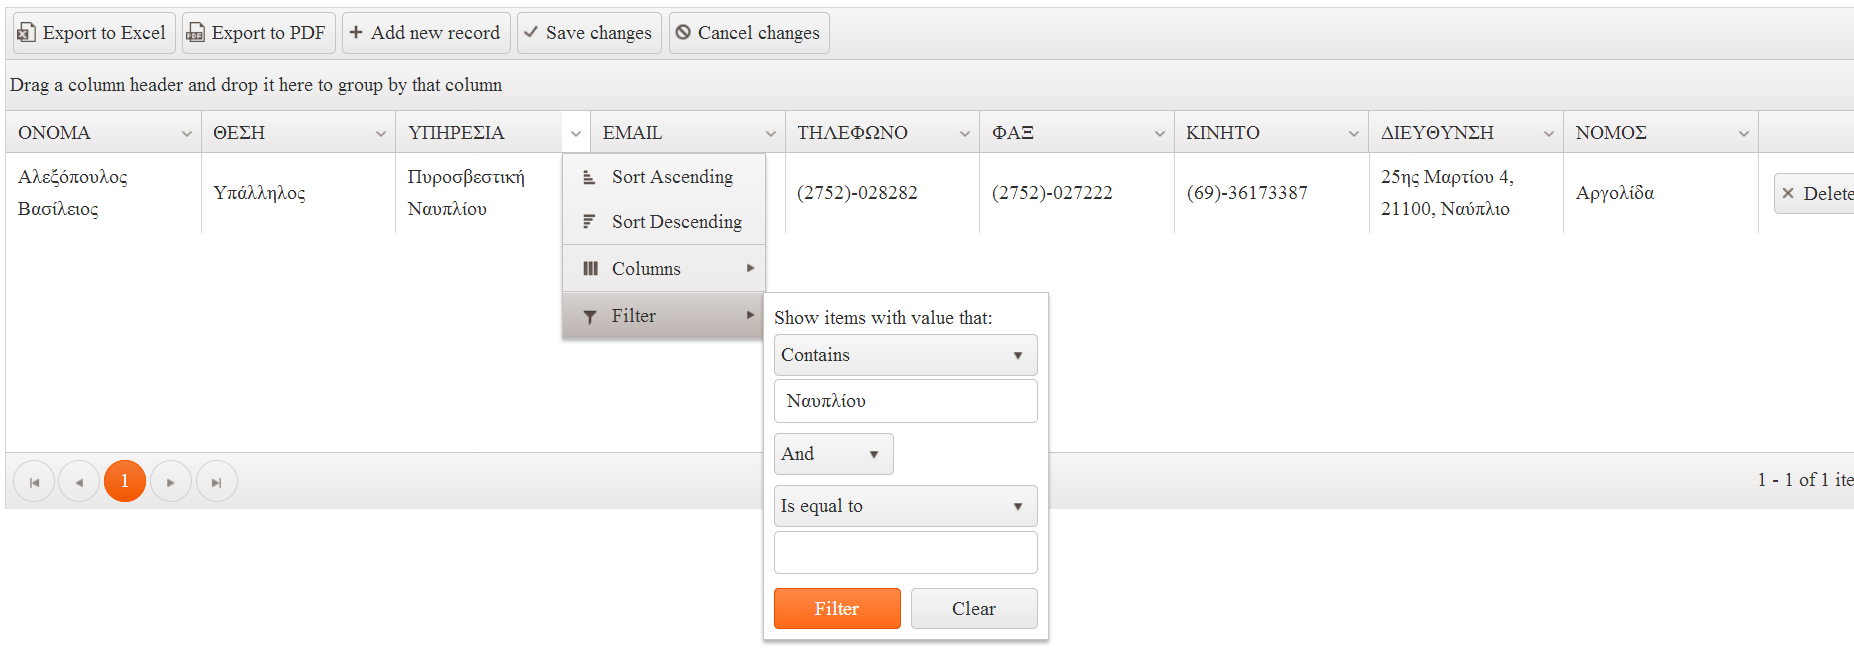 Export to Excel Export to PDF Add new record Save changes Cancel changes
Drag a column header and drop it here to group by that column
ΟΝΟΜΑ ΘΕΣΗ ΥΠΗΡΕΣΙΑ EMAIL ΤΗΛΕΦΩΝΟ ΦΑΞ ΚΙΝΗΤΟ ΔΙΕΥΘΥΝΣΗ ΝΟΜΟΣ
Αλεξόπουλος
Βασίλειος
Υπάλληλος
Πυροσβεστική
Ναυπλίου
(2752)-028282
(2752)-027222
(69)-36173387
25ης Μαρτίου 4,
21100, Ναύπλιο
Αργολίδα
Delete
Sort Ascending
Sort Descending
Columns
Filter
Show items with value that:
Contains
Ναυπλίου
And
Is equal to
Filter Clear
1
1 - 1 of 1 ite